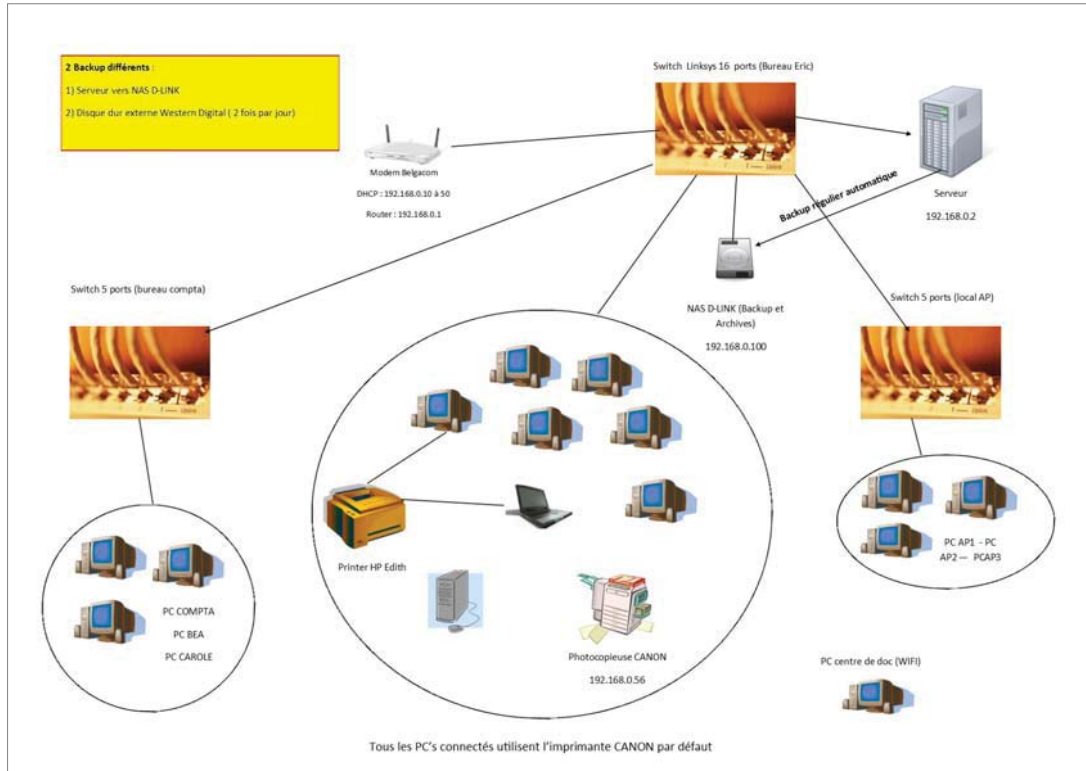 2 Backup différents :
1) Serveur vers NAS D-LINK
2) Disque dur externe Western Digital ( 2 fois par jour)
Switch Linksys 16 ports (Bureau Eric)
Modem Belgacom
DHCP : 192.168.0.10 à 50
Router : 192.168.0.1
Serveur
192.168.0.2
Backup régulier automatique
NAS D-LINK (Backup et
Archives)
192.168.0.100
Switch 5 ports (bureau compta)
Switch 5 ports (local AP)
PC COMPTA
PC BEA
PC CAROLE
Printer HP Edith
Photocopieuse CANON
192.168.0.56
PC AP1 - PC
AP2 — PCAP3
PC centre de doc (WIFI)
Tous les PC's connectés utilisent l'imprimante CANON par défaut